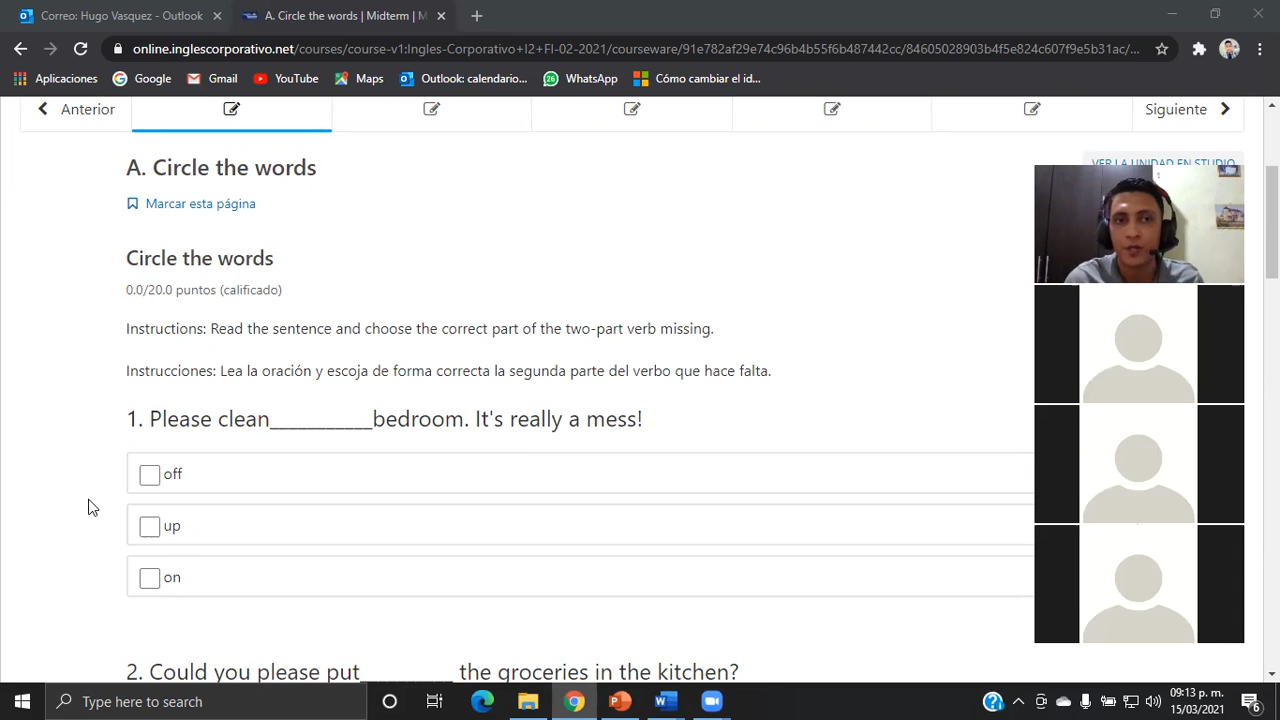 Correo: Hugo Vasquez - Outlook
A. Circle the words | Midterm | M
online.inglescorporativo.net/courses/course-v1:Ingles-Corporativo+I2+FI-02-2021/courseware/91e782af29e74c96b4b55f6b487442cc/84605028903b4f5e824c607f9e5b31ac/...
Aplicaciones
Google
Gmail
YouTube
Maps
Outlook: calendario...
26
WhatsApp
Cómo cambiar el id...
Anterior
Siguiente
A. Circle the words
VER LA UNIDAD EN STUDIO
Marcar esta página
Circle the words
0.0/20.0 puntos (calificado)
Instructions: Read the sentence and choose the correct part of the two-part verb missing.
Instrucciones: Lea la oración y escoja de forma correcta la segunda parte del verbo que hace falta.
1. Please clean___________bedroom. It's really a mess!
off
up
on
2. Could you please put_________ the groceries in the kitchen?
Type here to search
09:13 p. m.
15/03/2021
6